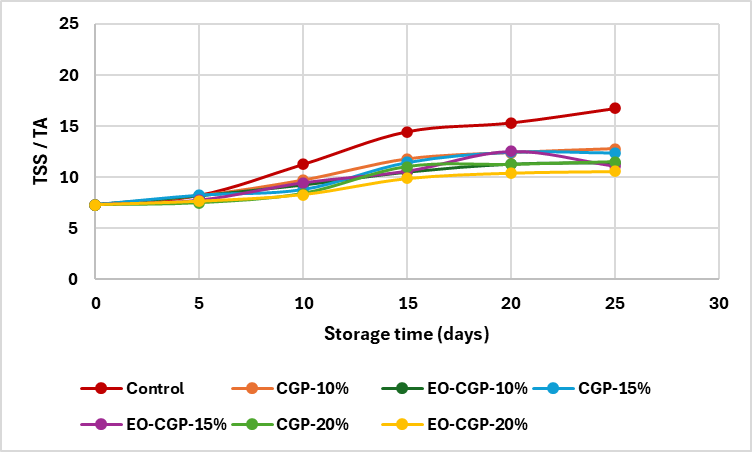 25
20
15
10
5
0
TSS / TA
0 5 10 15 20 25 30
Storage time (days)
Control CGP-10% EO-CGP-10% CGP-15%
EO-CGP-15% CGP-20% EO-CGP-20%